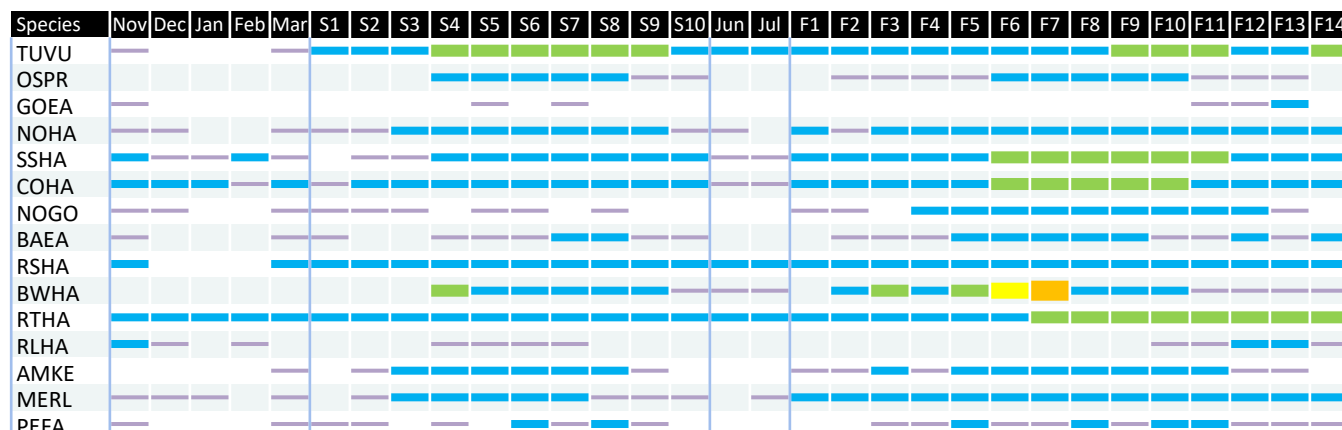 Species Nov Dec Jan Feb Mar S1 S2 S3 S4 S5 S6 S7 S8 S9 S10 Jun Jul F1 F2 F3 F4 F5 F6 F7 F8 F9 F10 F11 F12 F13 F14
TUVU
OSPR
GOEA
NOHA
SSHA
COHA
NOGO
BAEA
RSHA
BWHA
RTHA
RLHA
AMKE
MERL
PEFA